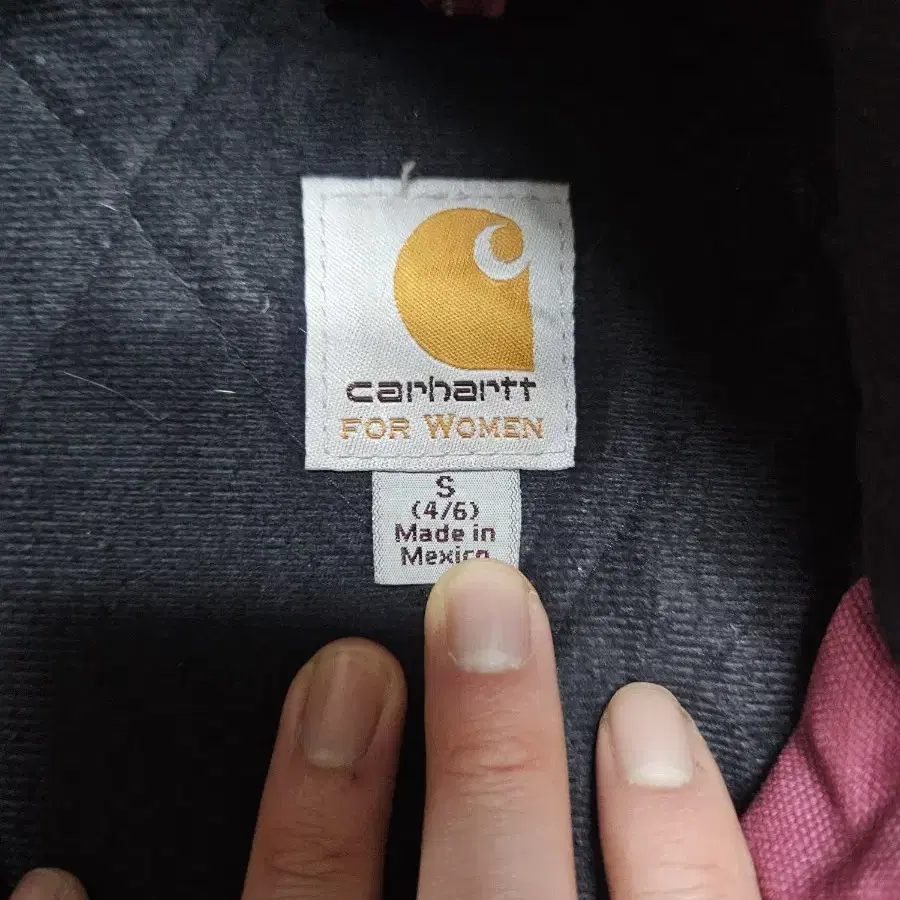 carhartt
FOR WOMEN
S
(4/6)
Made in
Mexico